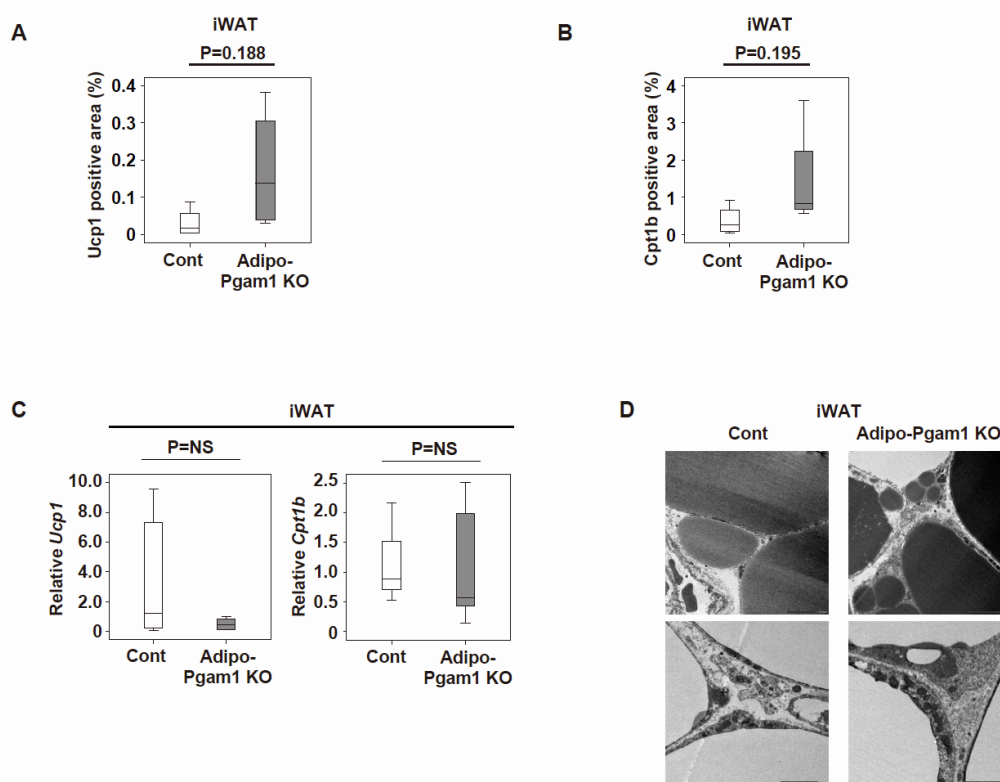 A
iWAT
P=0.188
Ucp1 positive area (%)
0.4
0.3
0.2
0.1
0
Cont
Adipo-
Pgam1 KO
B
iWAT
P=0.195
Cpt1b positive area (%)
4
3
2
1
0
Cont
Adipo-
Pgam1 KO
C
iWAT
P=NS
Relative Ucp1
10.0
8.0
6.0
4.0
2.0
0
Cont
Adipo-
Pgam1 KO
P=NS
Relative Cpt1b
2.5
2.0
1.5
1.0
0.5
0
Cont
Adipo-
Pgam1 KO
D
iWAT
Cont
Adipo-Pgam1 KO